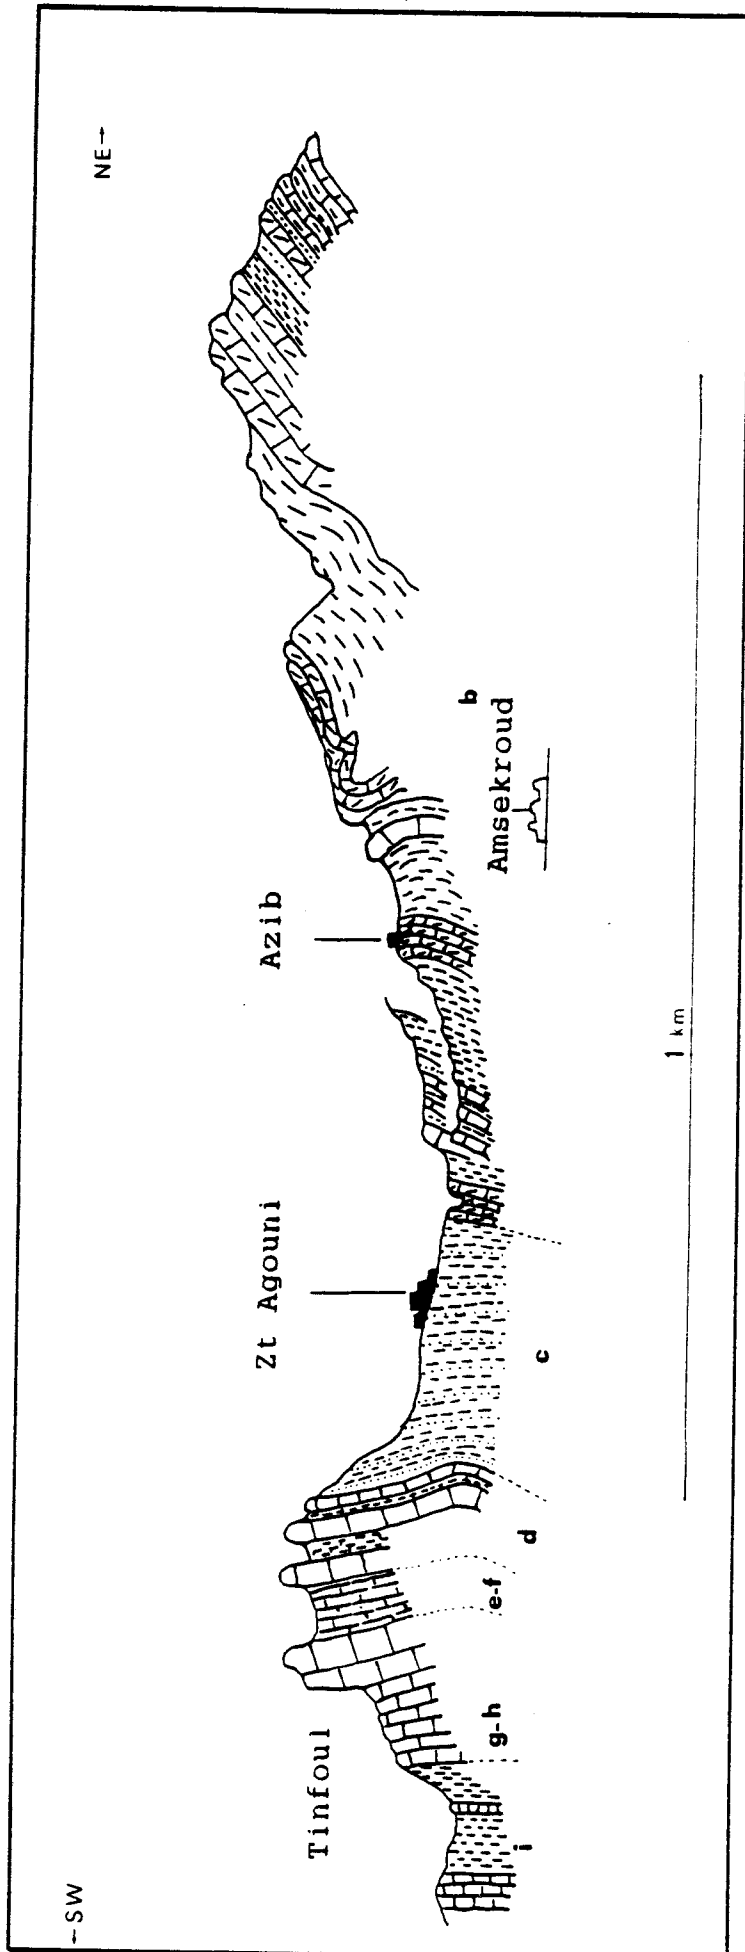 ←SW
NE→
Tinfoul
Zt Agouni
Azib
Amsekroud
i
g-h
e-f
d
c
b
1 km